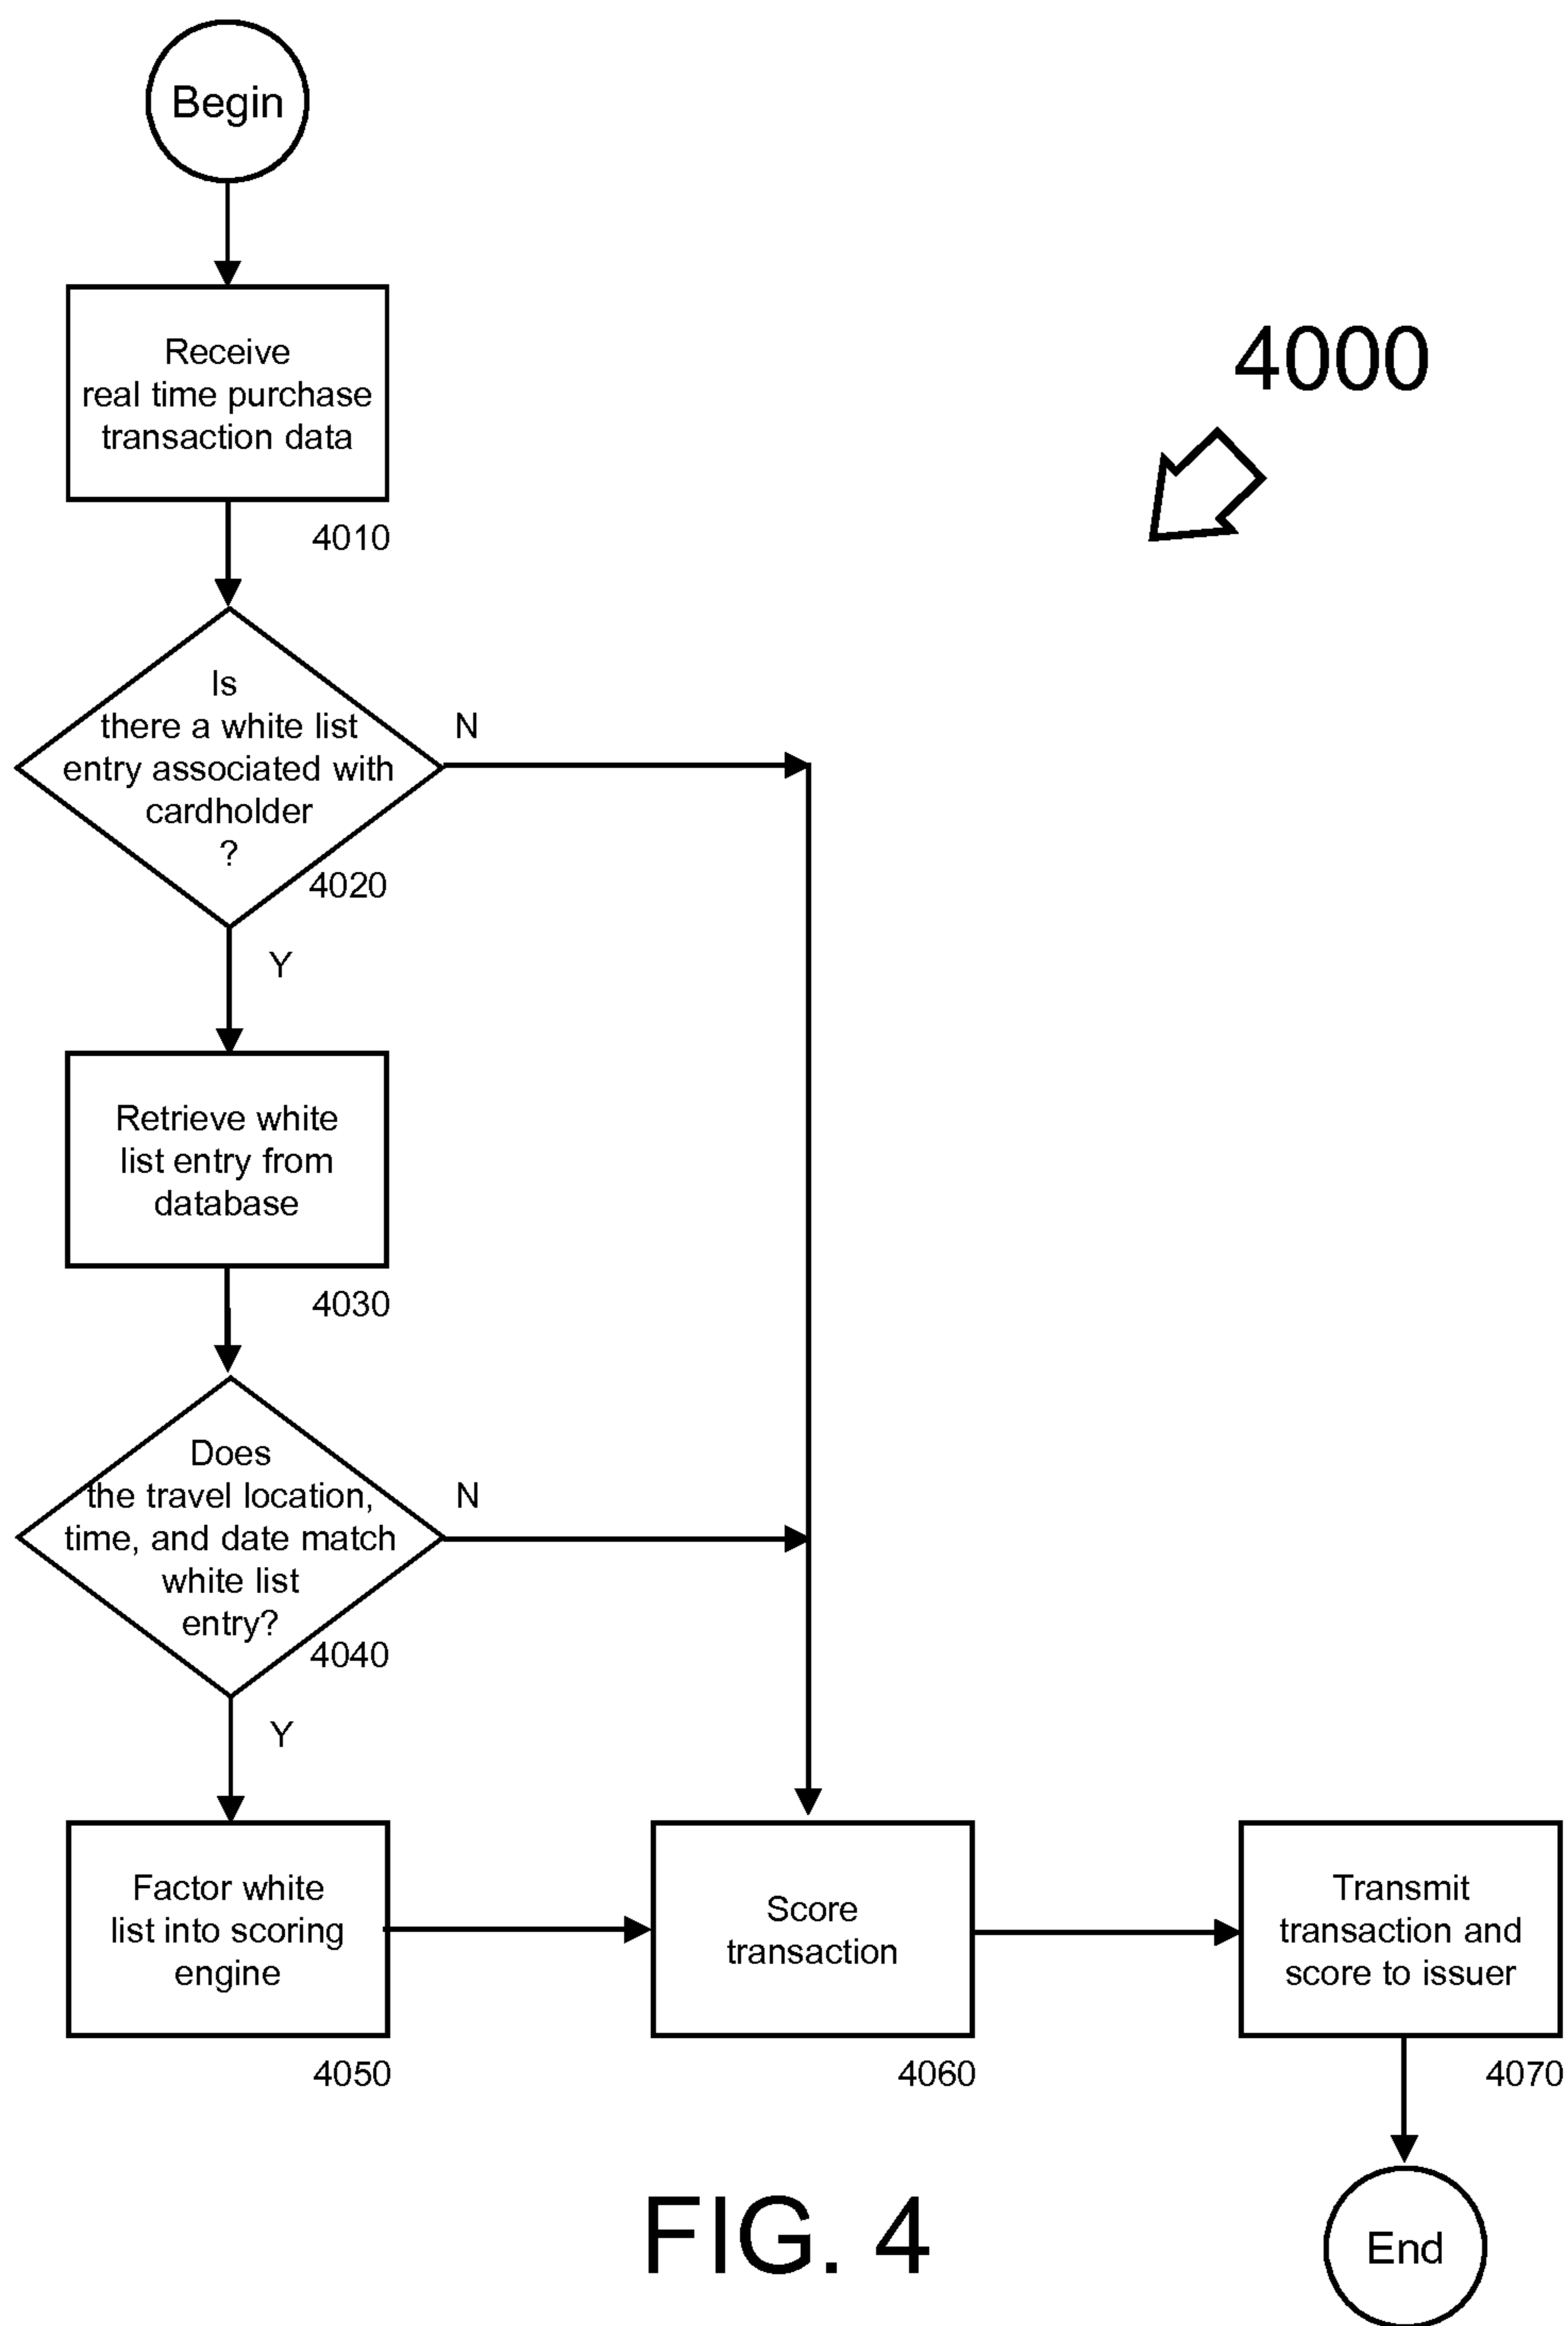 Begin
Receive
real time purchase
transaction data
4010
4000
Is
there a white list
entry associated with
cardholder
?
4020
N
Y
Retrieve white
list entry from
database
4030
Does
the travel location,
time, and date match
white list
entry?
4040
N
Y
Factor white
list into scoring
engine
4050
Score
transaction
4060
Transmit
transaction and
score to issuer
4070
End
FIG. 4